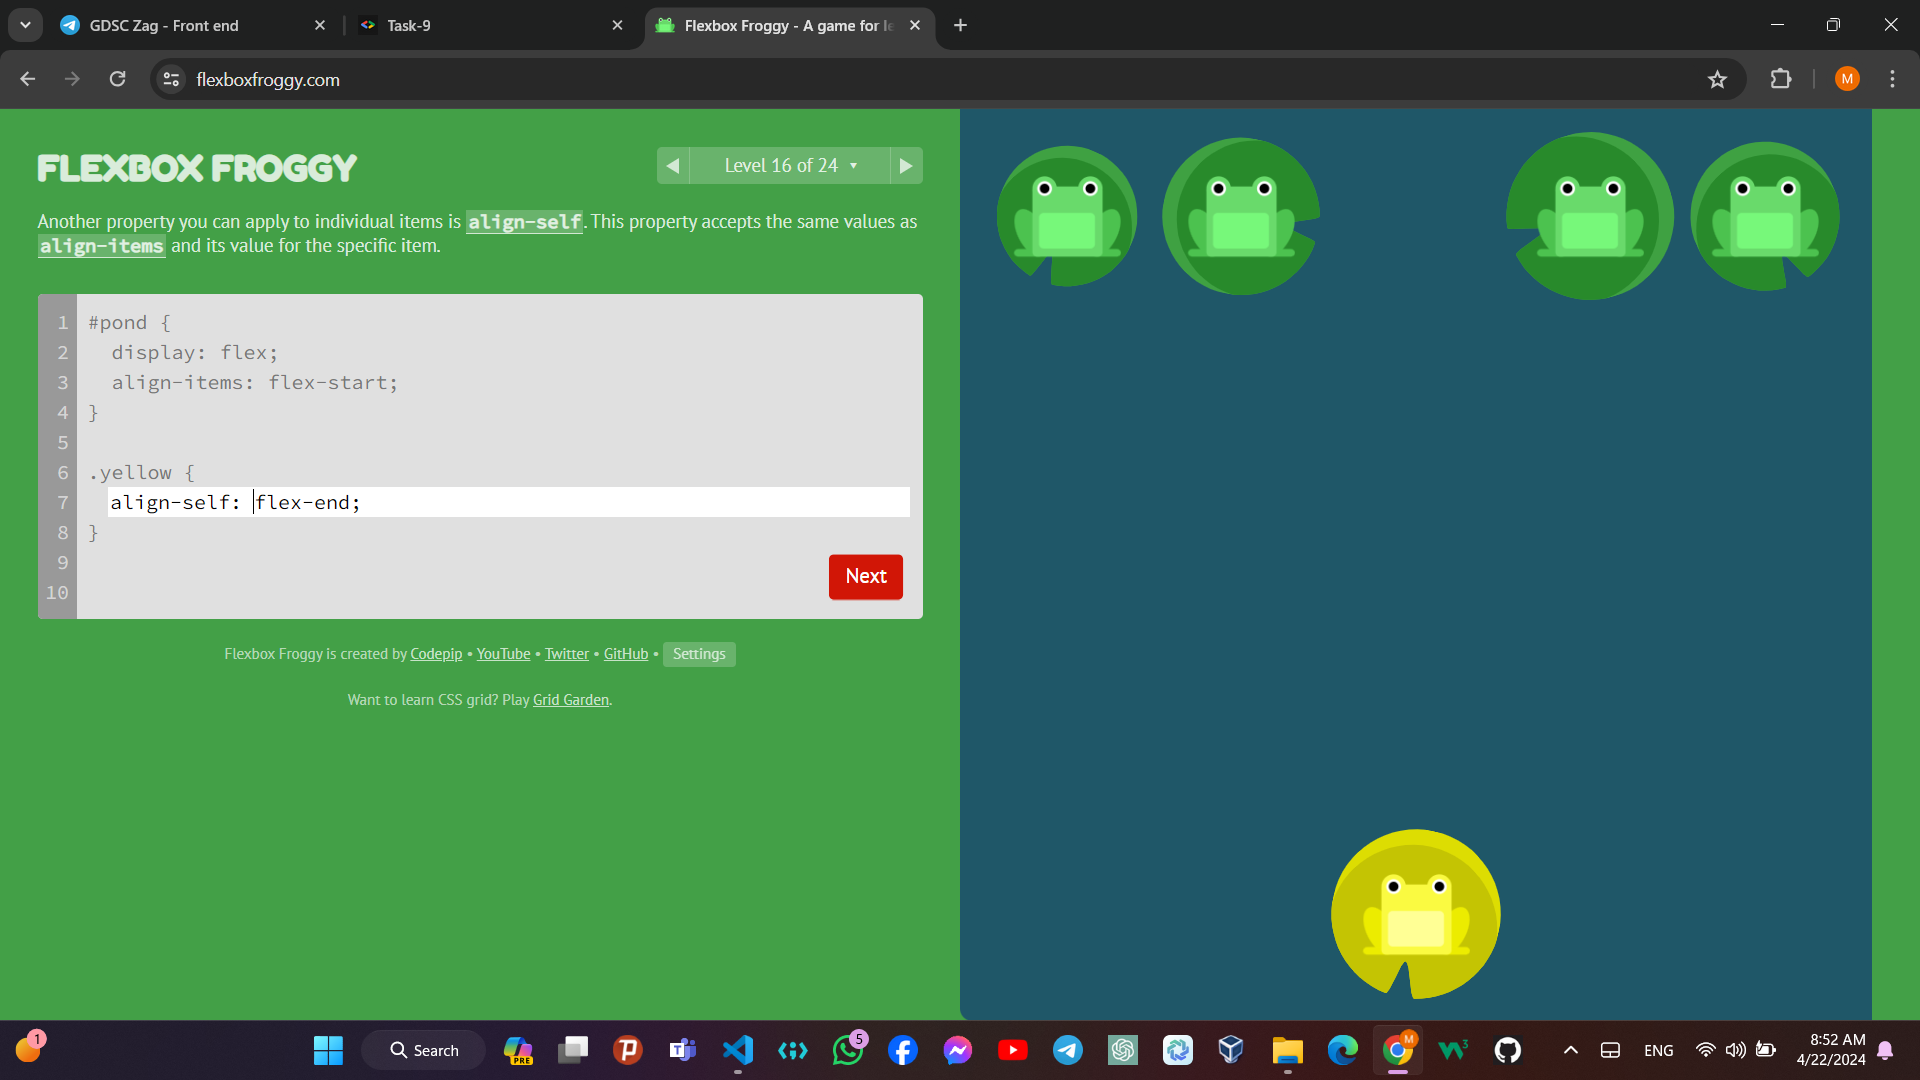 GDSC Zag - Front end
Task-9
Flexbox Froggy - A game for le
flexboxfroggy.com
M
FLEXBOX FROGGY
Level 16 of 24
Another property you can apply to individual items is align-self. This property accepts the same values as
align-items and its value for the specific item.
1 #pond {
2 display: flex;
3 align-items: flex-start;
4 }
5
6 .yellow {
7 align-self: flex-end;
8 }
9
10
Next
Flexbox Froggy is created by Codepip • YouTube • Twitter • GitHub • Settings
Want to learn CSS grid? Play Grid Garden.
1
Search
PRE
5
M
ENG
8:52 AM
4/22/2024